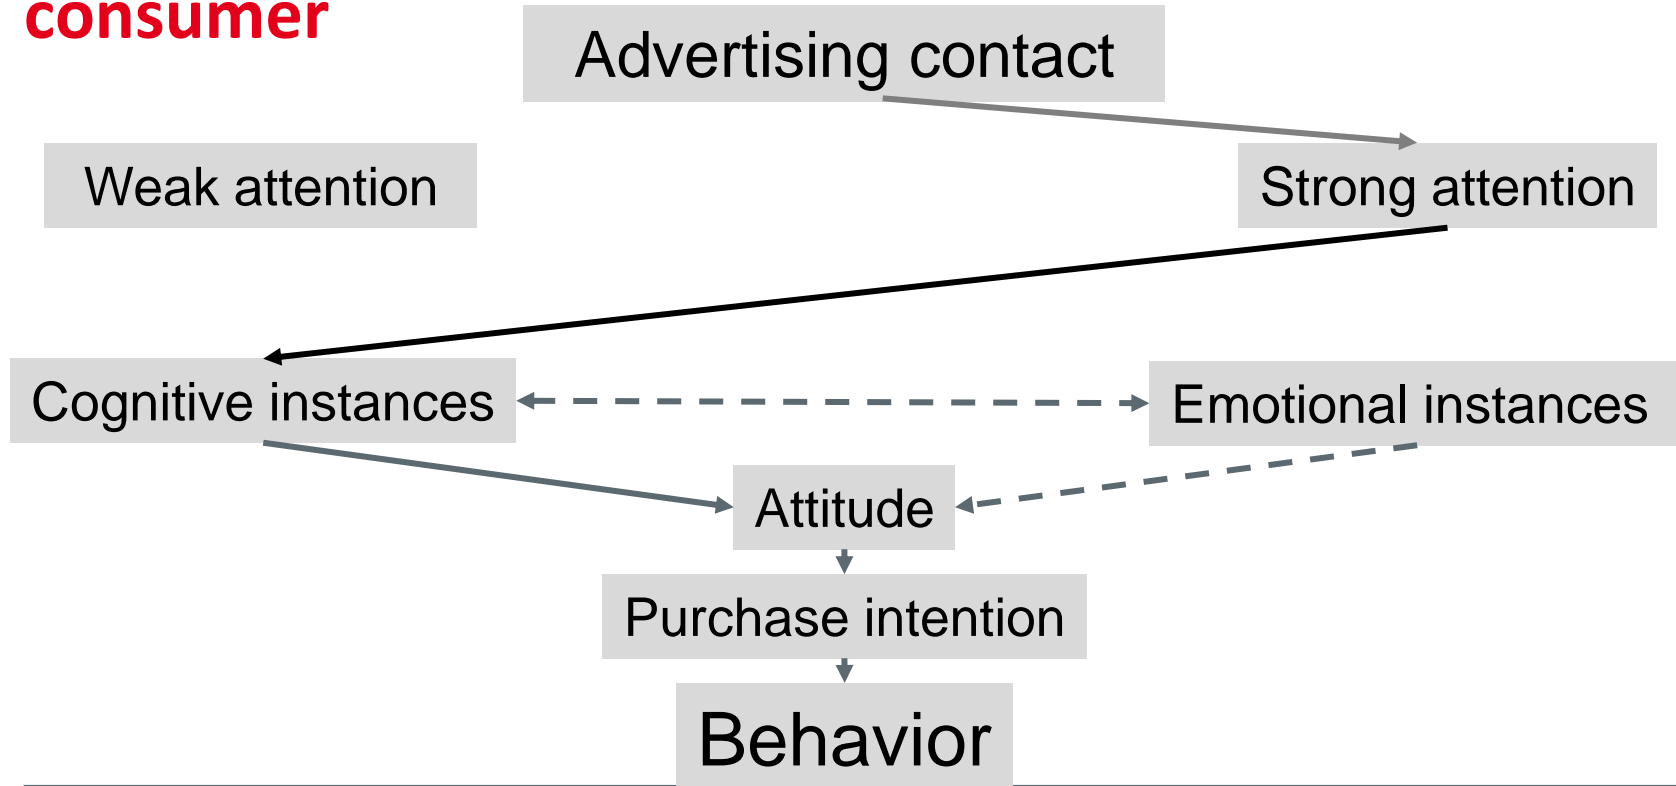 consumer
Advertising contact
Weak attention
Strong attention
Cognitive instances
Emotional instances
Attitude
Purchase intention
Behavior